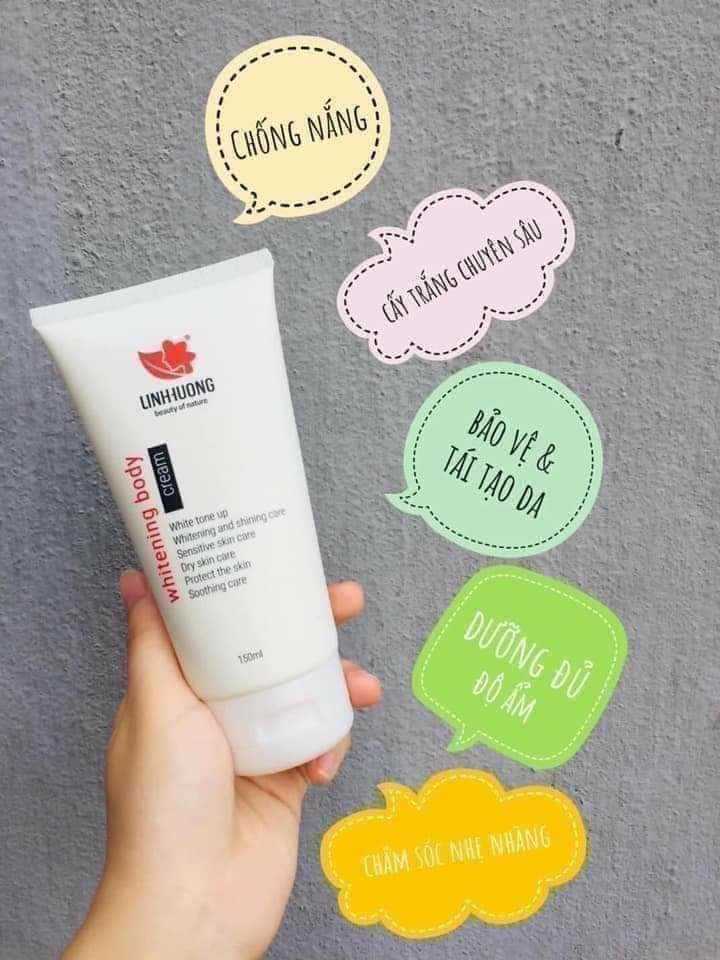 CHỐNG NẮNG
CẤY TRẮNG CHUYÊN SÂU
LINH HUONG
beauty of nature
whitening body
cream
White tone up
Whitening and shining care
Sensitive skin care
Dry skin care
Protect the skin
Soothing care
150ml
BẢO VỆ &
TÁI TẠO DA
DƯỠNG ĐỦ
ĐỘ ẨM
CHĂM SÓC NHẸ NHÀNG